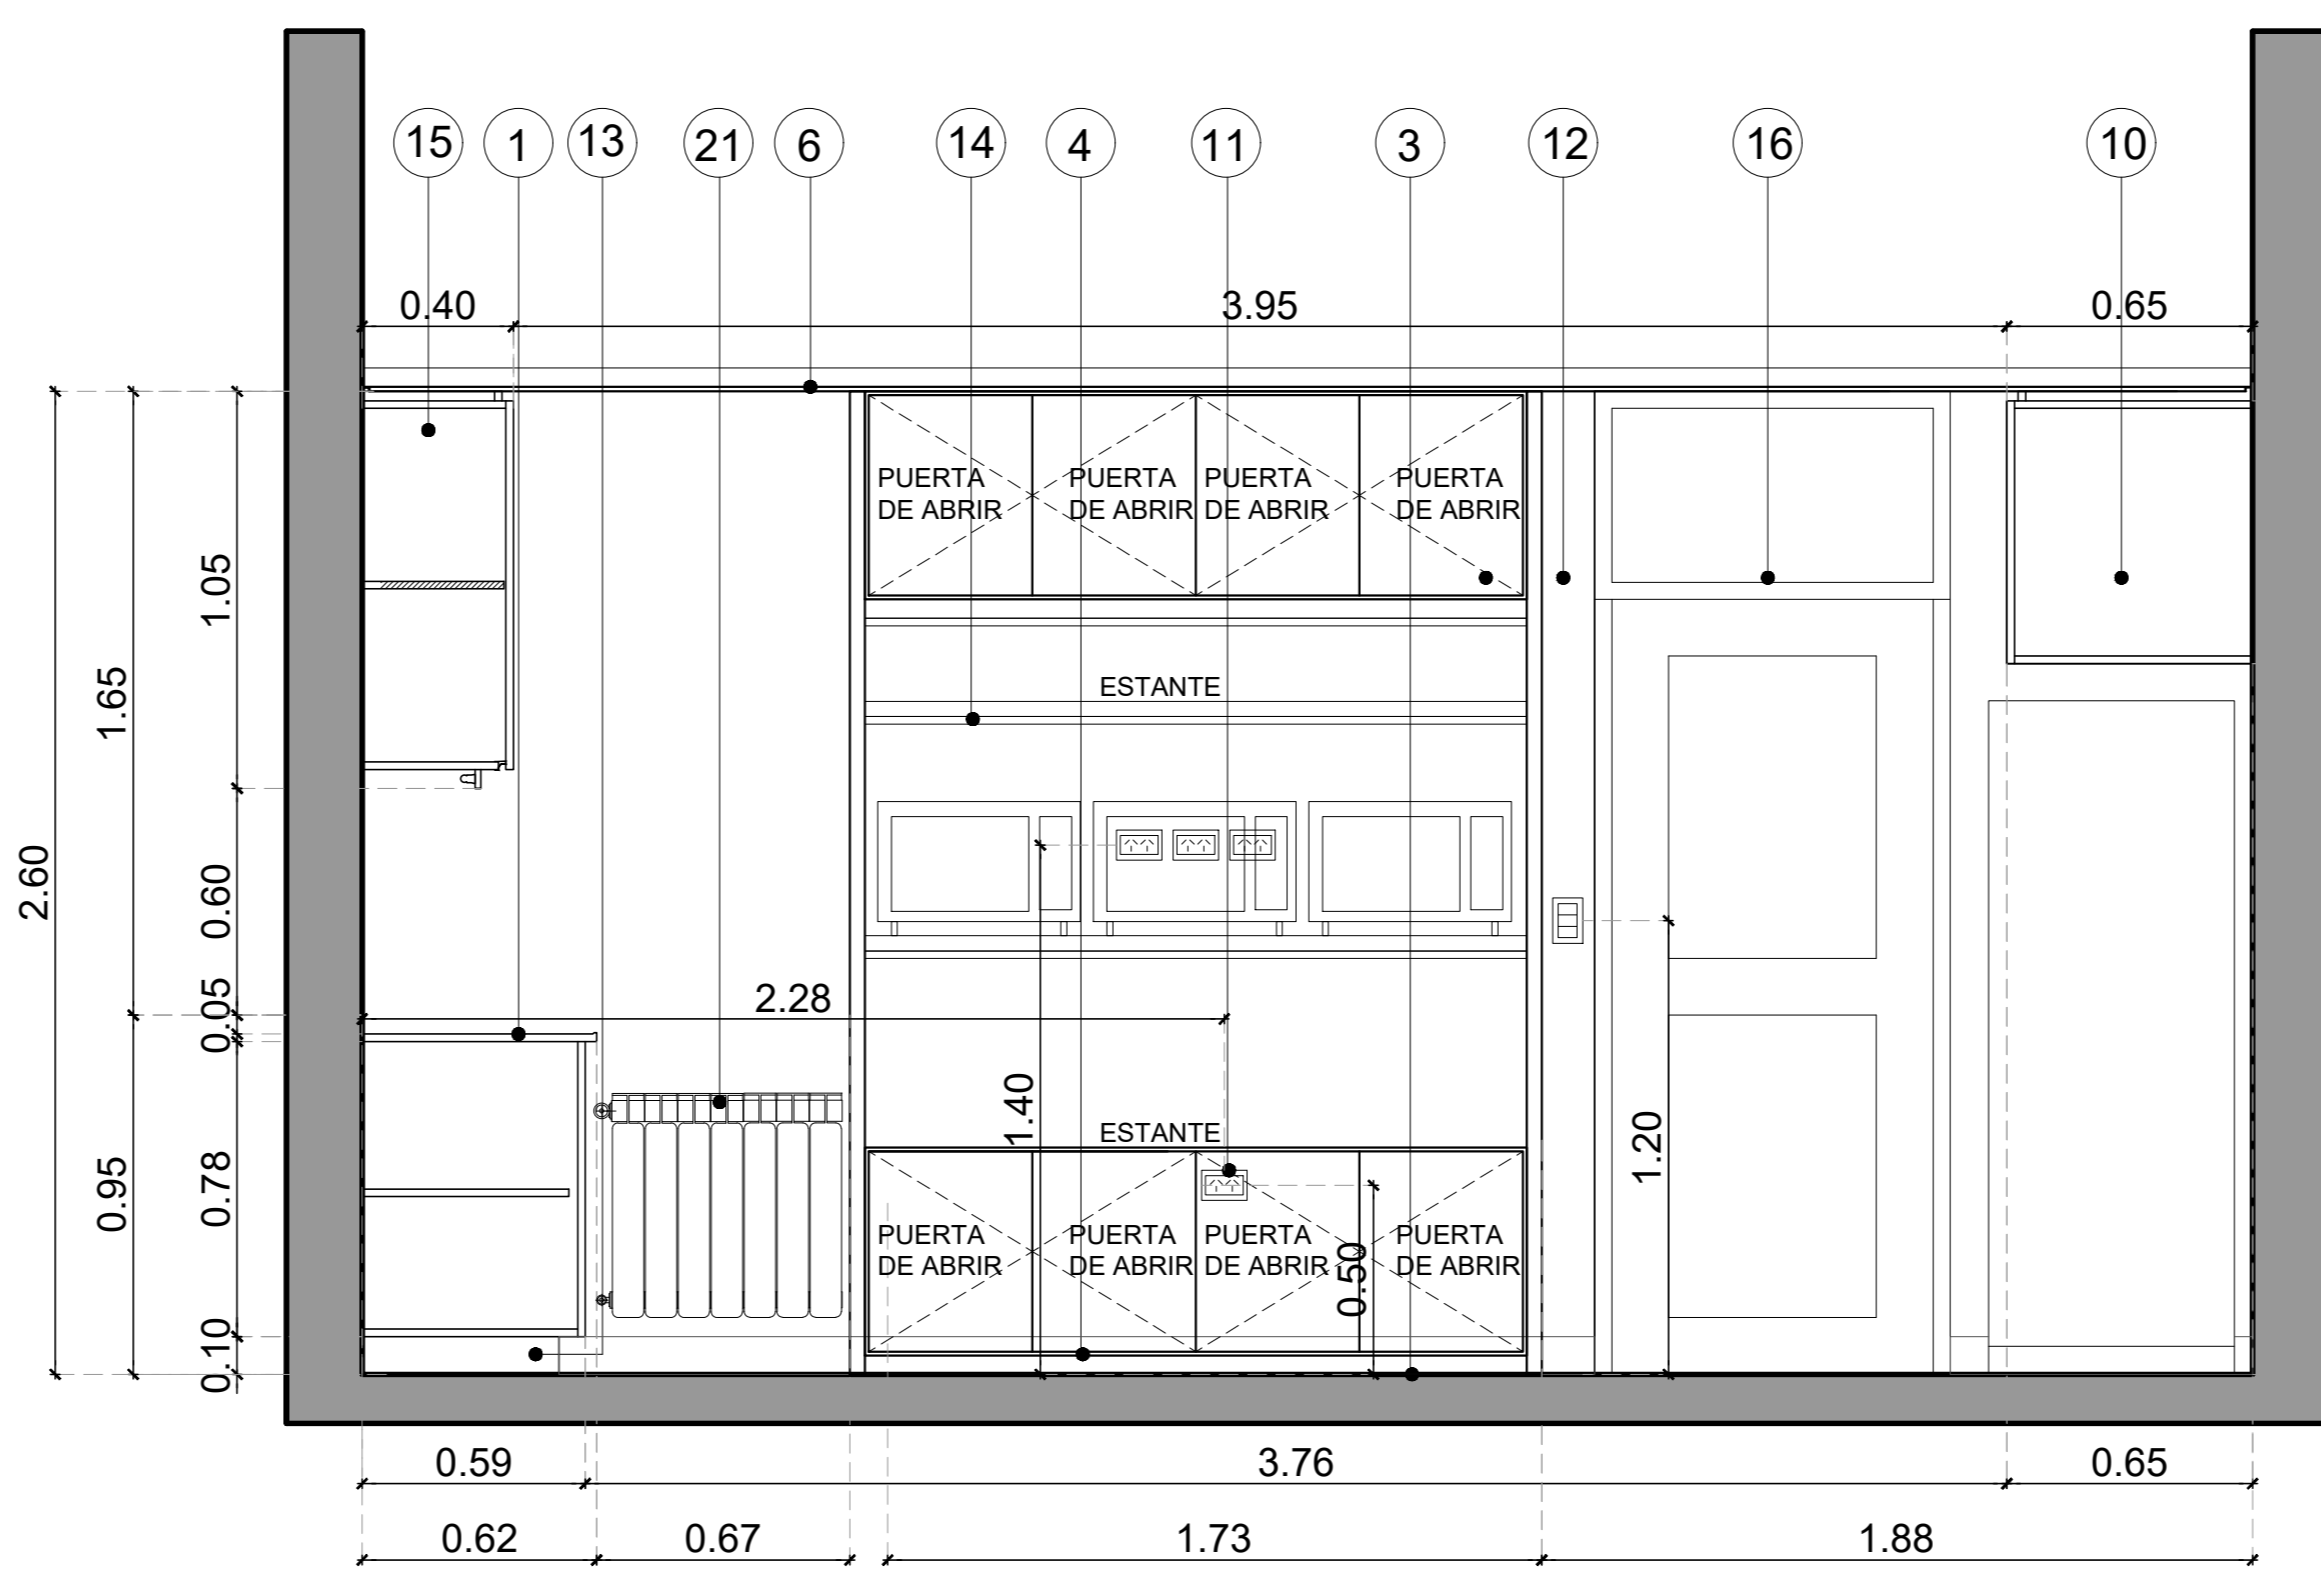 15 1 13 21 6 14 4 11 3 12 16 10
0.40 3.95 0.65
PUERTA PUERTA PUERTA PUERTA
DE ABRIR DE ABRIR DE ABRIR DE ABRIR
1.05
1.65
ESTANTE
2.60
0.60
0.05
2.28
1.40
ESTANTE
1.20
0.95
0.78
PUERTA PUERTA PUERTA PUERTA
DE ABRIR DE ABRIR DE ABRIR DE ABRIR
0.50
0.10
0.59 3.76 0.65
0.62 0.67 1.73 1.88